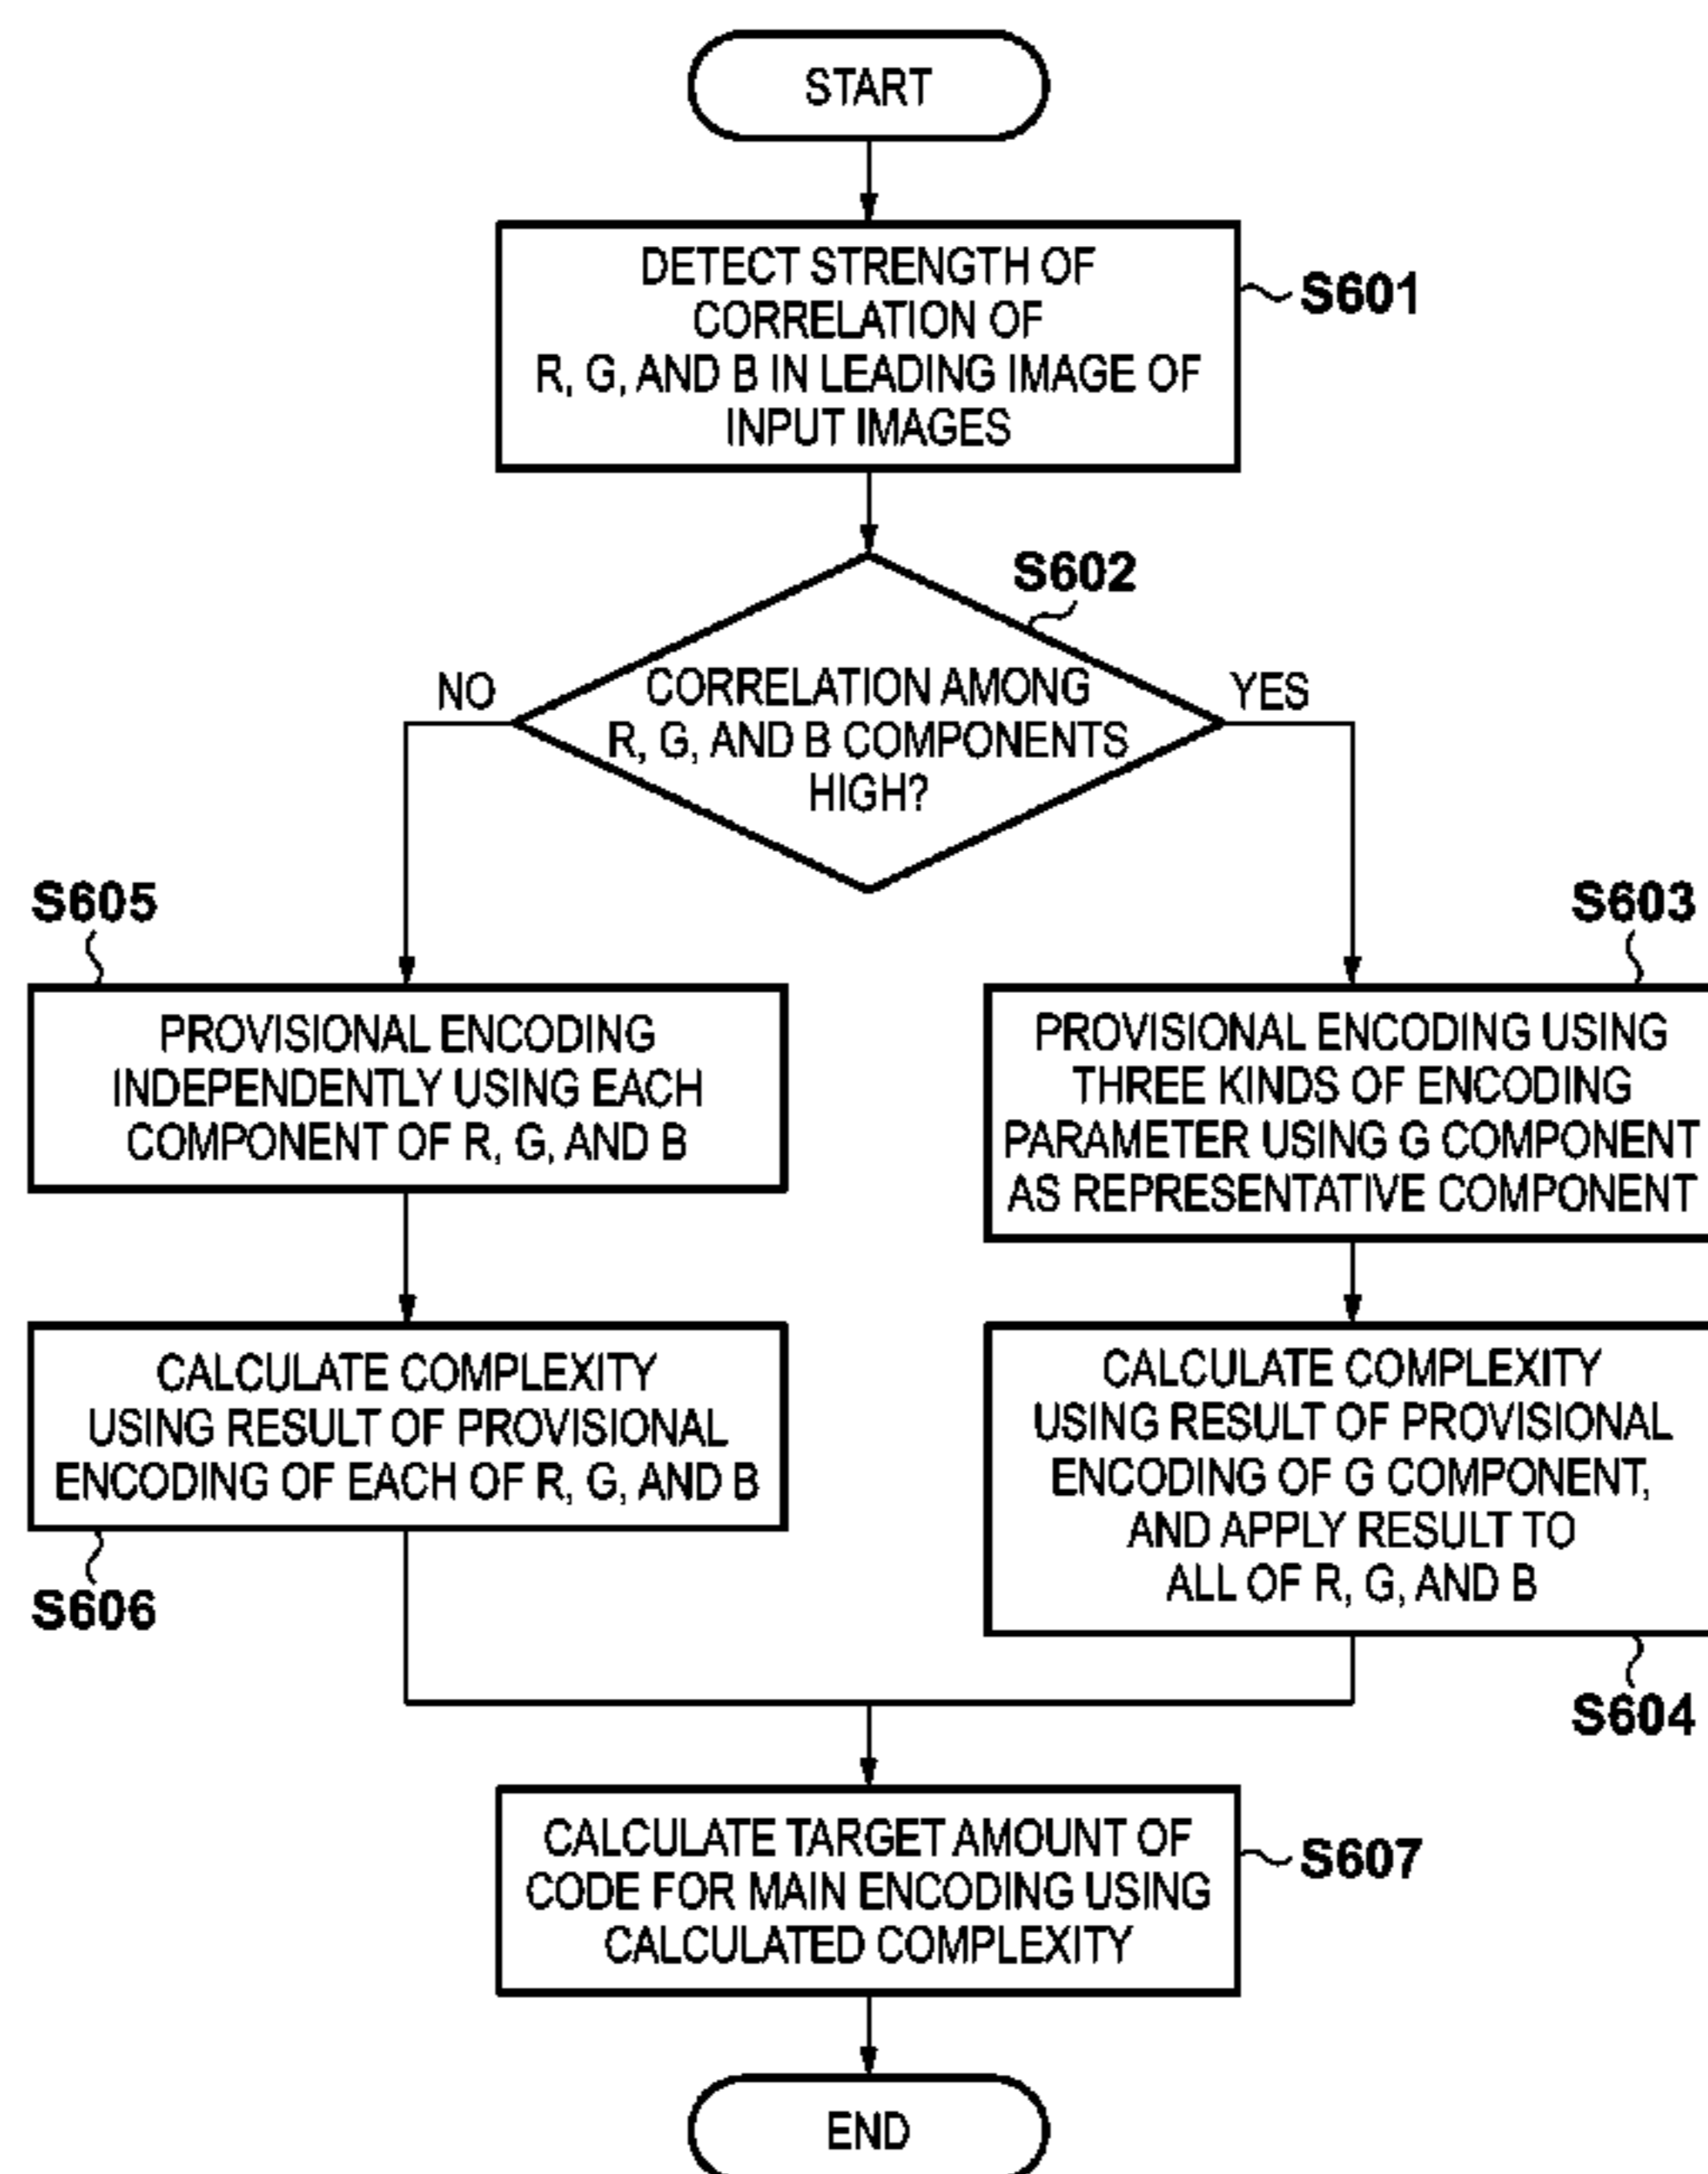 START
DETECT STRENGTH OF
CORRELATION OF
R, G, AND B IN LEADING IMAGE OF
INPUT IMAGES
S601
S602
CORRELATION AMONG
R, G, AND B COMPONENTS
HIGH?
NO
YES
S605
PROVISIONAL ENCODING
INDEPENDENTLY USING EACH
COMPONENT OF R, G, AND B
S603
PROVISIONAL ENCODING USING
THREE KINDS OF ENCODING
PARAMETER USING G COMPONENT
AS REPRESENTATIVE COMPONENT
CALCULATE COMPLEXITY
USING RESULT OF PROVISIONAL
ENCODING OF EACH OF R, G, AND B
S606
CALCULATE COMPLEXITY
USING RESULT OF PROVISIONAL
ENCODING OF G COMPONENT,
AND APPLY RESULT TO
ALL OF R, G, AND B
S604
CALCULATE TARGET AMOUNT OF
CODE FOR MAIN ENCODING USING
CALCULATED COMPLEXITY
S607
END